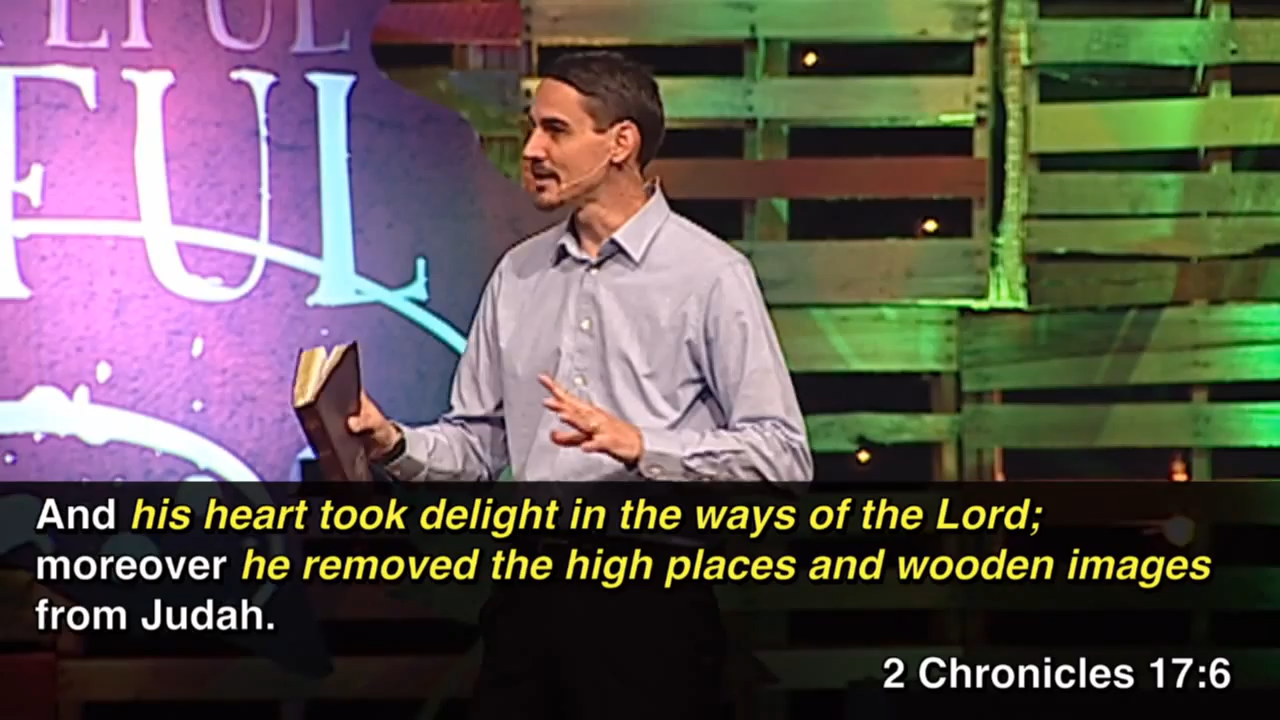 FUL
And his heart took delight in the ways of the Lord;
moreover he removed the high places and wooden images
from Judah.
2 Chronicles 17:6